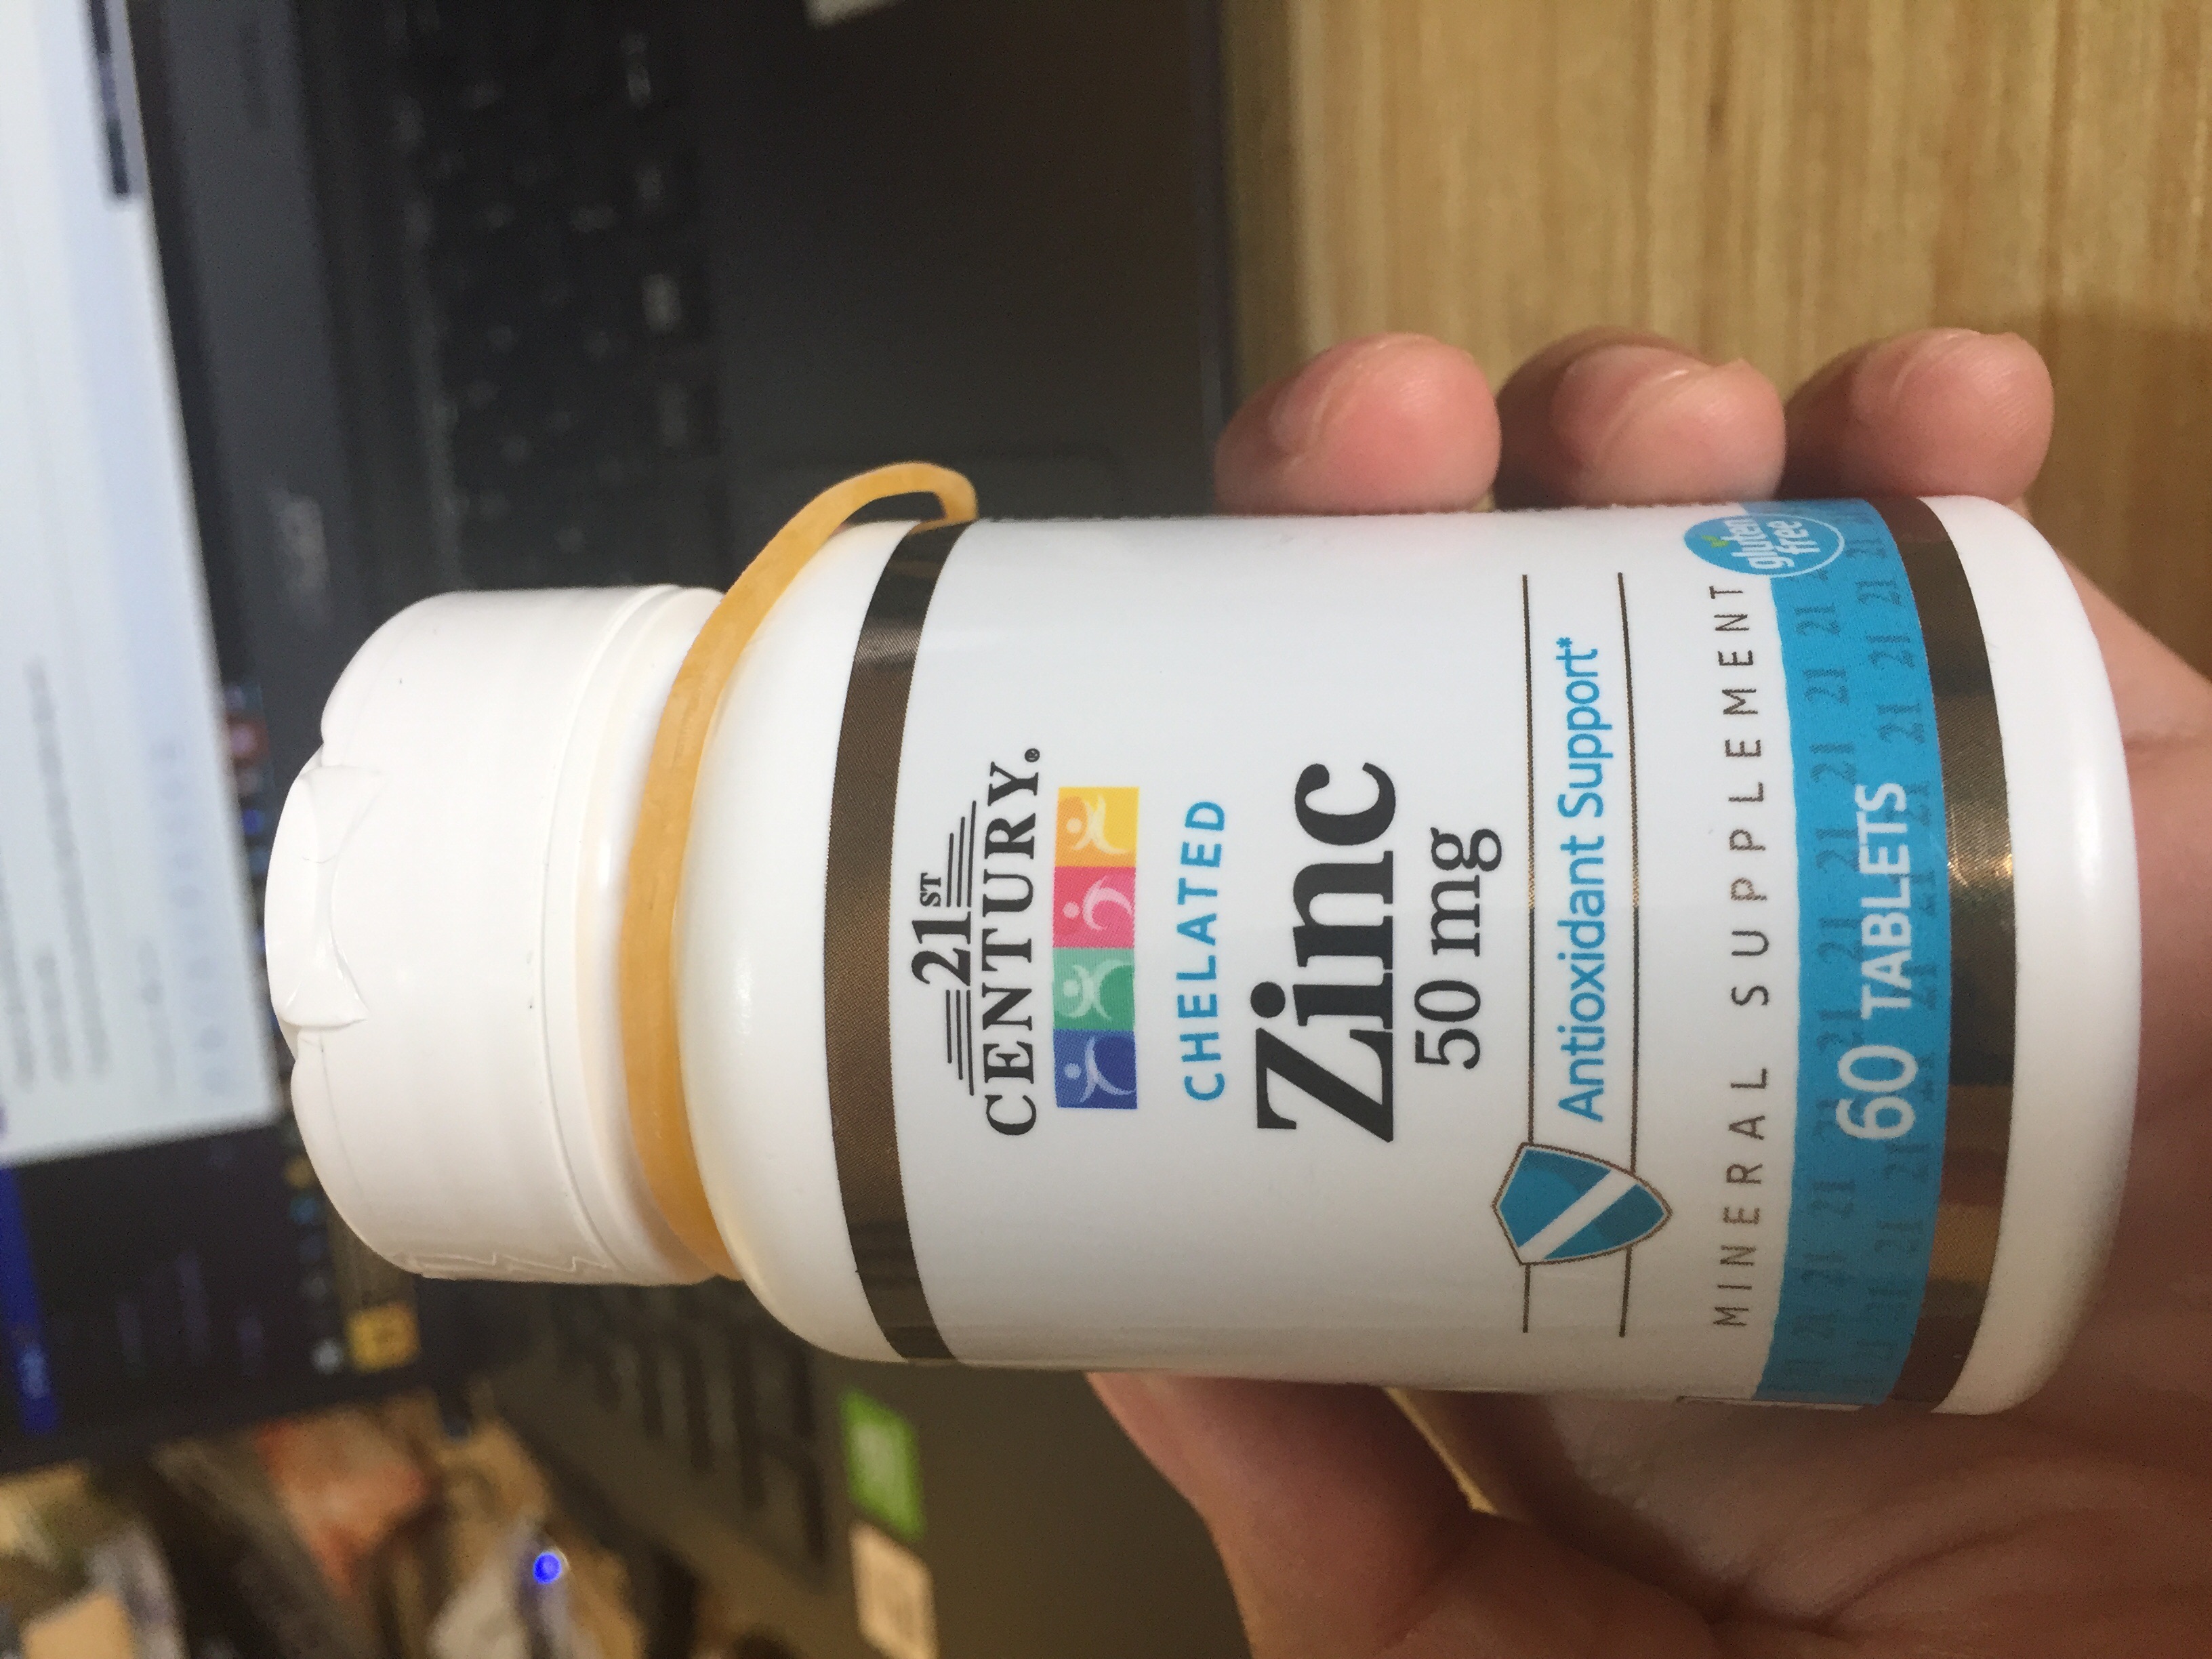 21ST
CENTURY®
CHELATED
Zinc
50 mg
Antioxidant Support*
MINERAL SUPPLEMENT
gluten
free
60 TABLETS